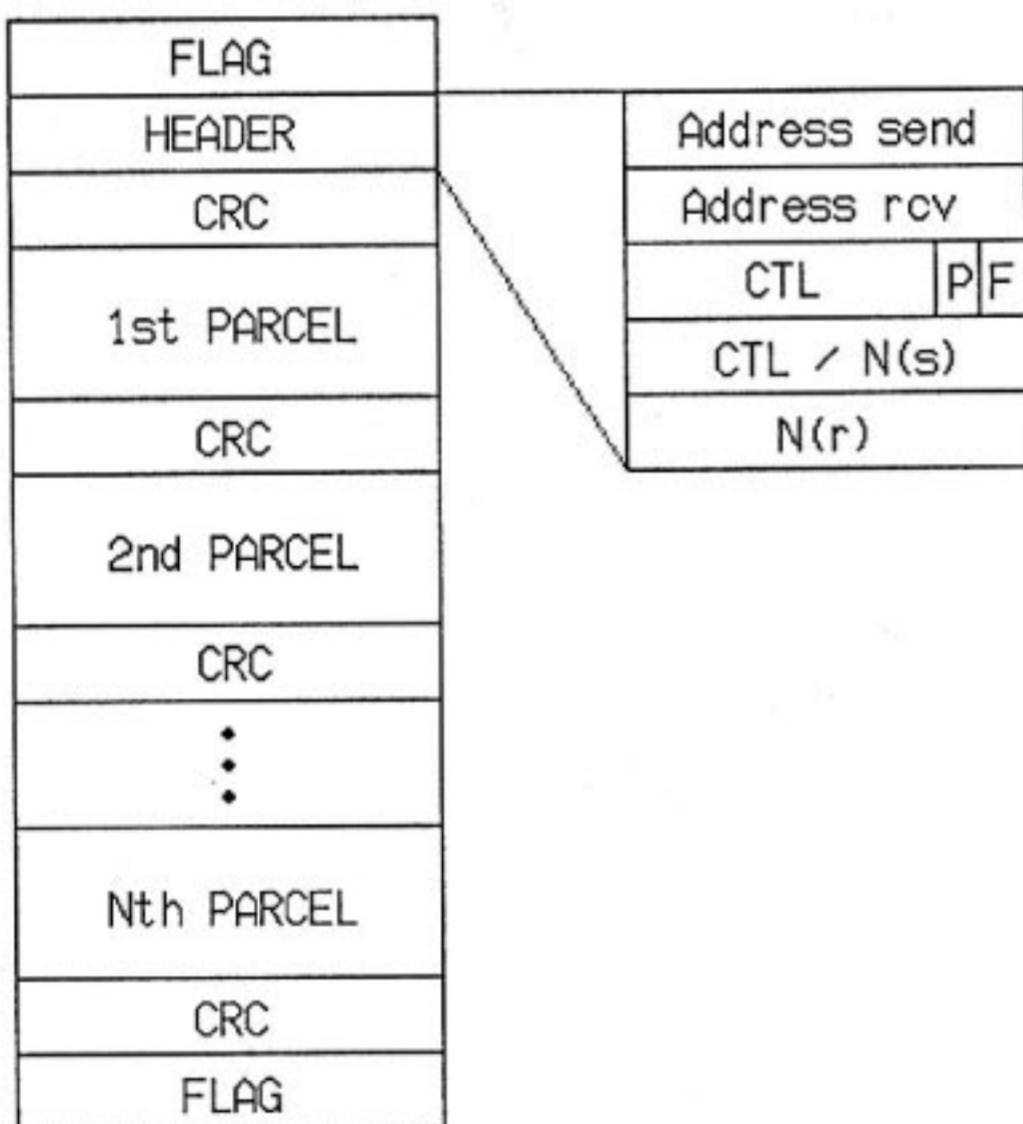 FLAG
HEADER
CRC
1st PARCEL
CRC
2nd PARCEL
CRC
Nth PARCEL
CRC
FLAG
Address send
Address rcv
CTL P F
CTL / N(s)
N(r)